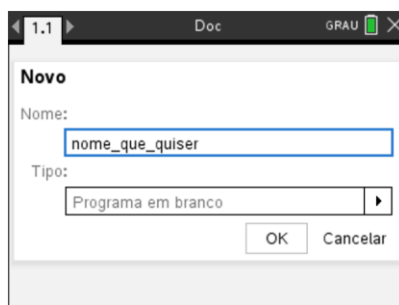 1.1 Doc GRAU
Novo
Nome:
nome_que_quiser
Tipo:
Programa em branco
OK Cancelar